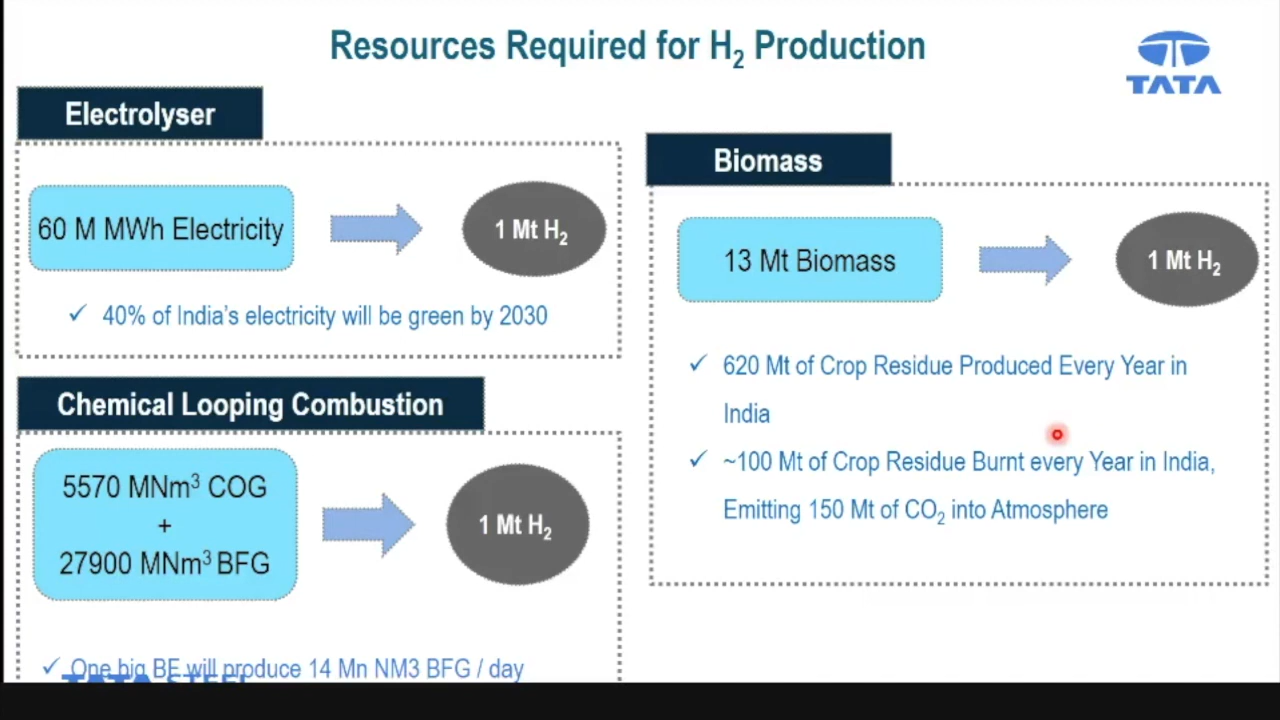 Resources Required for H₂ Production
TATA
Electrolyser
60 M MWh Electricity
1 Mt H₂
✓ 40% of India's electricity will be green by 2030
Chemical Looping Combustion
5570 MNm³ COG
+
27900 MNm³ BFG
1 Mt H₂
✓ One big BF will produce 14 Mn NM3 BFG / day
TATA STEEL
Biomass
13 Mt Biomass
1 Mt H₂
✓ 620 Mt of Crop Residue Produced Every Year in
India
✓ ~100 Mt of Crop Residue Burnt every Year in India,
Emitting 150 Mt of CO₂ into Atmosphere